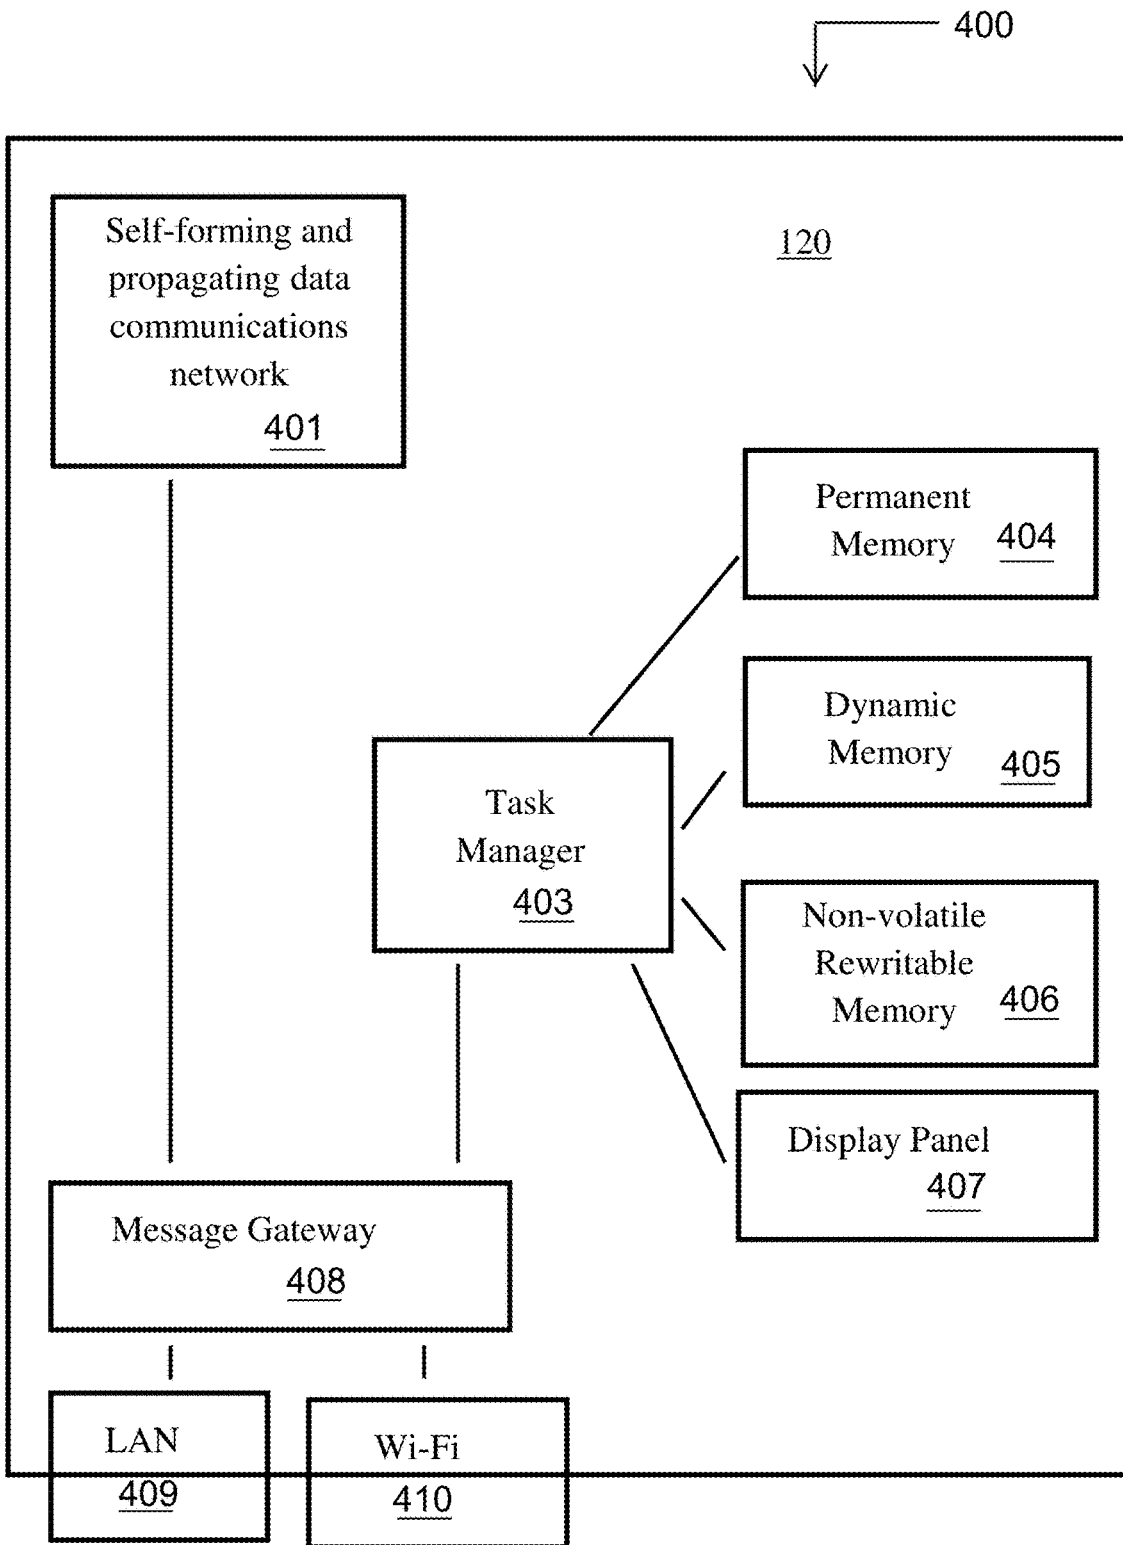 400
120
Self-forming and
propagating data
communications
network
401
Permanent
Memory 404
Dynamic
Memory 405
Task
Manager
403
Non-volatile
Rewritable
Memory 406
Display Panel
407
Message Gateway
408
LAN
409
Wi-Fi
410